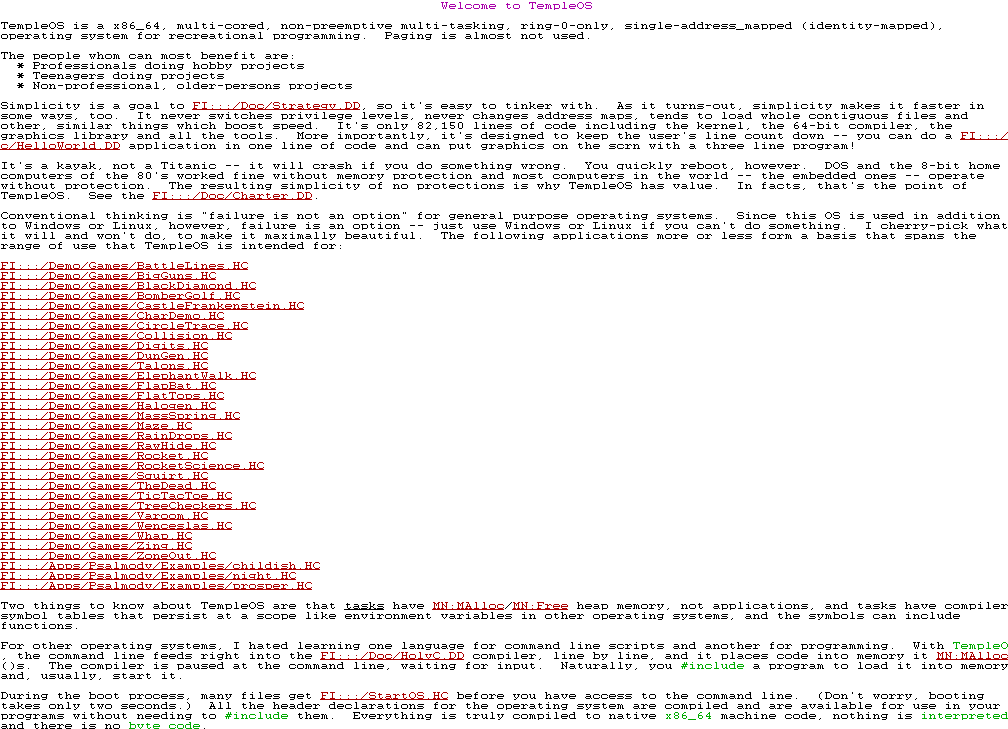 Welcome to TempleOS
TempleOS is a x86_64, multi-cored, non-preemptive multi-tasking, ring-0-only, single-address_mapped (identity-mapped),
operating system for recreational programming.  Paging is almost not used.
The people whom can most benefit are:
* Professionals doing hobby projects
* Teenagers doing projects
* Non-professional, older-persons projects
Simplicity is a goal to FI:::/Doc/Strategy.DD, so it's easy to tinker with.  As it turns-out, simplicity makes it faster in
some ways, too.  It never switches privilege levels, never changes address maps, tends to load whole contiguous files and
other, similar things which boost speed.  It's only 82,150 lines of code including the kernel, the 64-bit compiler, the
graphics library and all the tools.  More importantly, it's designed to keep the user's line count down -- you can do a FI:::/
c/HelloWorld.DD application in one line of code and can put graphics on the scrn with a three line program!
It's a kayak, not a Titanic -- it will crash if you do something wrong.  You quickly reboot, however.  DOS and the 8-bit home
computers of the 80's worked fine without memory protection and most computers in the world -- the embedded ones -- operate
without protection.  The resulting simplicity of no protections is why TempleOS has value.  In facts, that's the point of
TempleOS.  See the FI:::/Doc/Charter.DD.
Conventional thinking is "failure is not an option" for general purpose operating systems.  Since this OS is used in addition
to Windows or Linux, however, failure is an option -- just use Windows or Linux if you can't do something.  I cherry-pick what
it will and won't do, to make it maximally beautiful.  The following applications more or less form a basis that spans the
range of use that TempleOS is intended for:
FI:::/Demo/Games/BattleLines.HC
FI:::/Demo/Games/BigGuns.HC
FI:::/Demo/Games/BlackDiamond.HC
FI:::/Demo/Games/BomberGolf.HC
FI:::/Demo/Games/CastleFrankenstein.HC
FI:::/Demo/Games/CharDemo.HC
FI:::/Demo/Games/CircleTrace.HC
FI:::/Demo/Games/Collision.HC
FI:::/Demo/Games/Digits.HC
FI:::/Demo/Games/DunGen.HC
FI:::/Demo/Games/Talons.HC
FI:::/Demo/Games/ElephantWalk.HC
FI:::/Demo/Games/FlapBat.HC
FI:::/Demo/Games/FlatTops.HC
FI:::/Demo/Games/Halogen.HC
FI:::/Demo/Games/MassSpring.HC
FI:::/Demo/Games/Maze.HC
FI:::/Demo/Games/RainDrops.HC
FI:::/Demo/Games/RawHide.HC
FI:::/Demo/Games/Rocket.HC
FI:::/Demo/Games/RocketScience.HC
FI:::/Demo/Games/Squirt.HC
FI:::/Demo/Games/TheDead.HC
FI:::/Demo/Games/TicTacToe.HC
FI:::/Demo/Games/TreeCheckers.HC
FI:::/Demo/Games/Varoom.HC
FI:::/Demo/Games/Wenceslas.HC
FI:::/Demo/Games/Whap.HC
FI:::/Demo/Games/Zing.HC
FI:::/Demo/Games/ZoneOut.HC
FI:::/Apps/Psalmody/Examples/childish.HC
FI:::/Apps/Psalmody/Examples/night.HC
FI:::/Apps/Psalmody/Examples/prosper.HC
Two things to know about TempleOS are that tasks have MN:MAlloc/MN:Free heap memory, not applications, and tasks have compiler
symbol tables that persist at a scope like environment variables in other operating systems, and the symbols can include
functions.
For other operating systems, I hated learning one language for command line scripts and another for programming.  With TempleO
, the command line feeds right into the FI:::/Doc/HolyC.DD compiler, line by line, and it places code into memory it MN:MAlloc
()s.  The compiler is paused at the command line, waiting for input.  Naturally, you #include a program to load it into memory
and, usually, start it.
During the boot process, many files get FI:::/StartOS.HC before you have access to the command line.  (Don't worry, booting
takes only two seconds.)  All the header declarations for the operating system are compiled and are available for use in your
programs without needing to #include them.  Everything is truly compiled to native x86_64 machine code, nothing is interpreted
and there is no byte code.